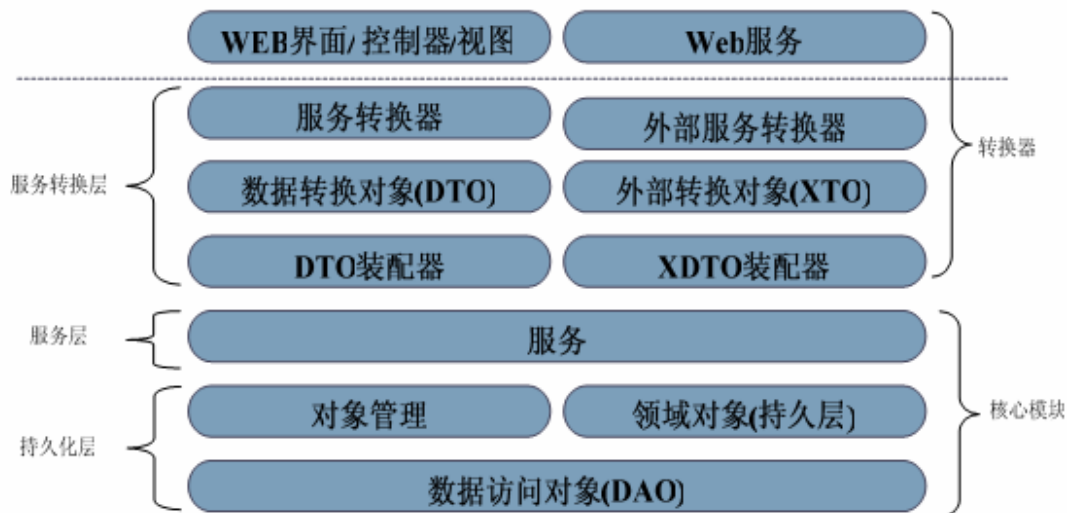 WEB界面/ 控制器/视图
Web服务
服务转换器
外部服务转换器
转换器
服务转换层
数据转换对象(DTO)
外部转换对象(XTO)
DTO装配器
XDTO装配器
服务层
服务
对象管理
领域对象(持久层)
核心模块
持久化层
数据访问对象(DAO)